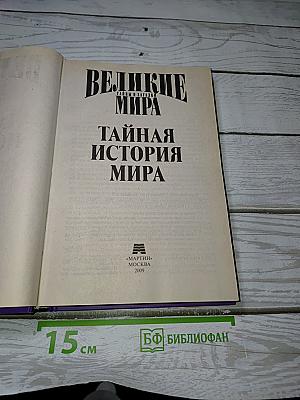 ВЕЛИКИЕ
МИРА
ТАЙНАЯ
ИСТОРИЯ
МИРА
«МАРТИН»
МОСКВА
2009
15 см
БФ БИБЛИОФАН